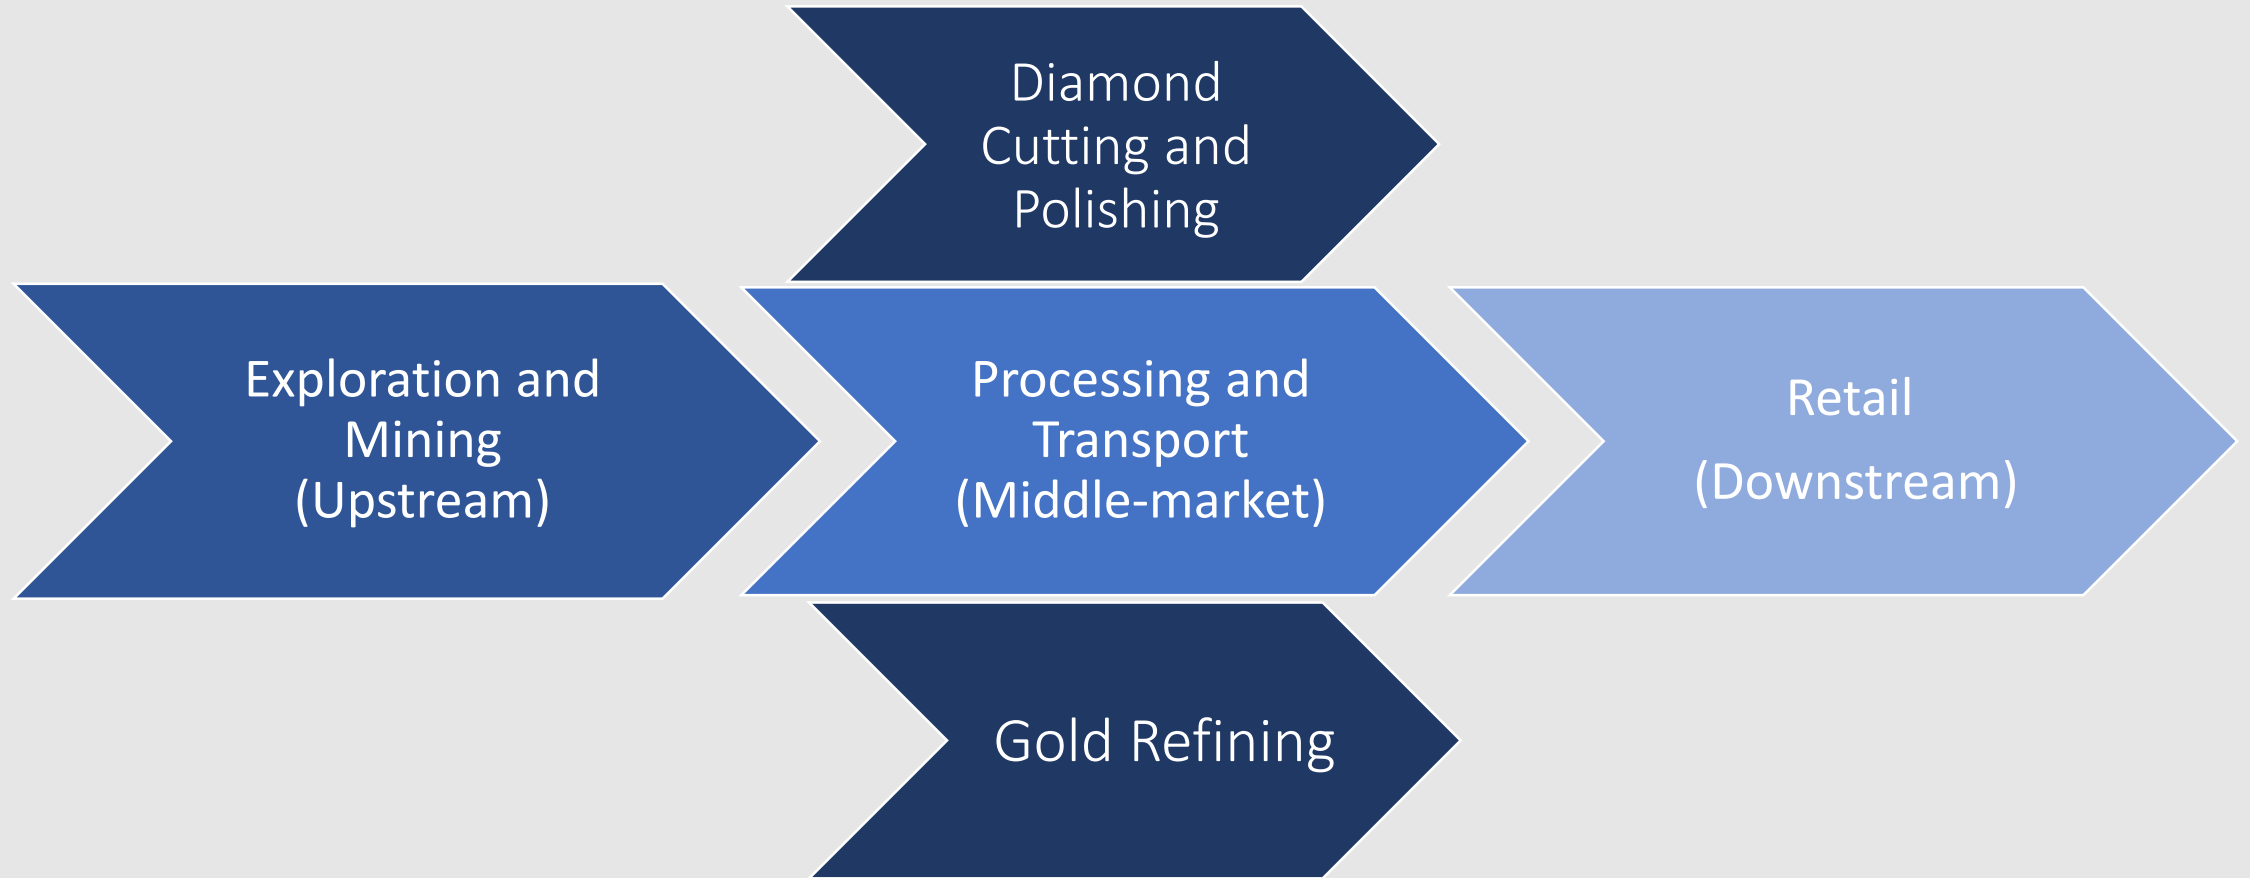 Diamond
Cutting and
Polishing
Exploration and
Mining
(Upstream)
Processing and
Transport
(Middle-market)
Retail
(Downstream)
Gold Refining